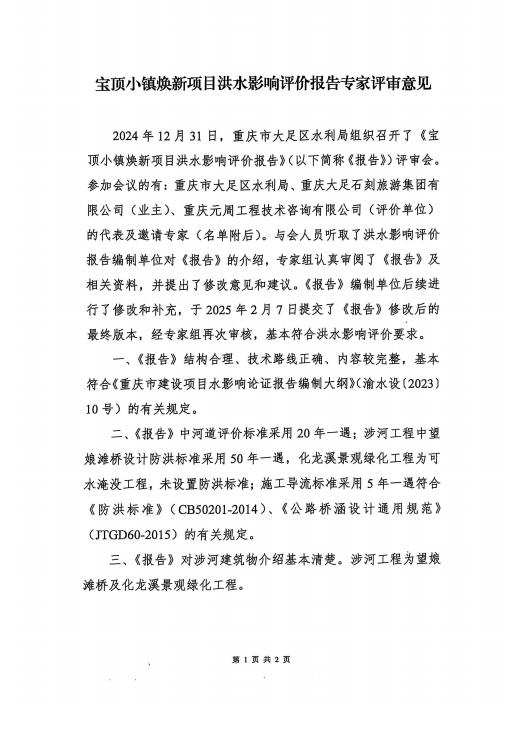 宝顶小镇焕新项目洪水影响评价报告专家评审意见
2024 年 12 月 31 日，重庆市大足区水利局组织召开了《宝
顶小镇焕新项目洪水影响评价报告》（以下简称《报告》）评审会。
参加会议的有：重庆市大足区水利局、重庆大足石刻旅游集团有
限公司（业主）、重庆元周工程技术咨询有限公司（评价单位）
的代表及邀请专家（名单附后）。与会人员听取了洪水影响评价
报告编制单位对《报告》的介绍，专家组认真审阅了《报告》及
相关资料，并提出了修改意见和建议。《报告》编制单位后续进
行了修改和补充，于 2025 年 2 月 7 日提交了《报告》修改后的
最终版本，经专家组再次审核，基本符合洪水影响评价要求。
一、《报告》结构合理、技术路线正确、内容较完整，基本
符合《重庆市建设项目水影响论证报告编制大纲》（渝水设〔2023〕
10 号）的有关规定。
二、《报告》中河道评价标准采用 20 年一遇；涉河工程中望
娘滩桥设计防洪标准采用 50 年一遇，化龙溪景观绿化工程为可
水淹没工程，未设置防洪标准；施工导流标准采用 5 年一遇符合
《防洪标准》（CB50201-2014）、《公路桥涵设计通用规范》
（JTGD60-2015）的有关规定。
三、《报告》对涉河建筑物介绍基本清楚。涉河工程为望娘
滩桥及化龙溪景观绿化工程。
第 1 页 共 2 页